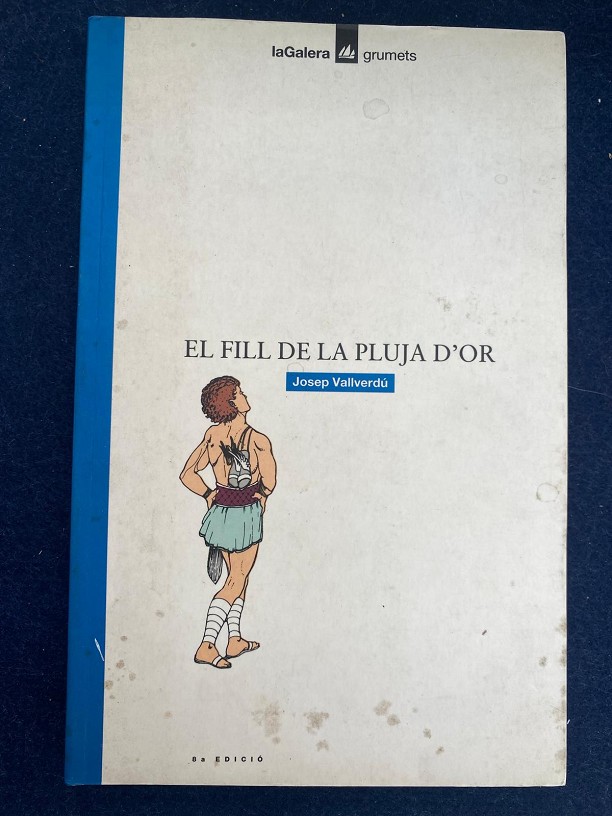 laGalera grumets
EL FILL DE LA PLUJA D'OR
Josep Vallverdú
8a EDICIÓ